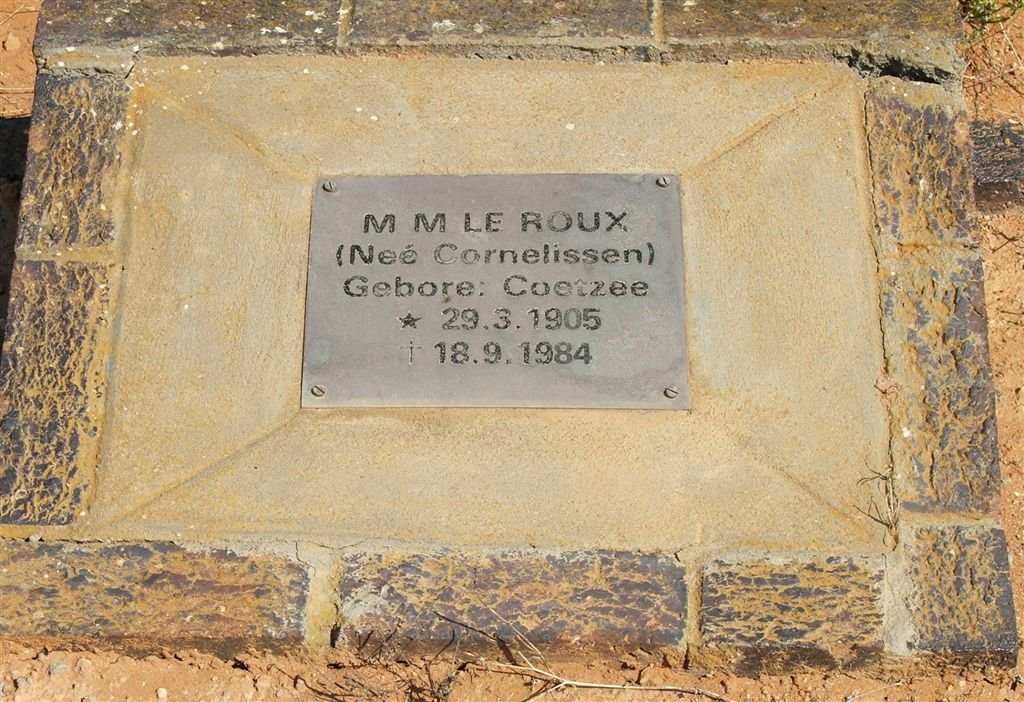 M M LE ROUX
(Neé Cornelissen)
Gebore: Coetzee
★ 29.3.1905
† 18.9.1984